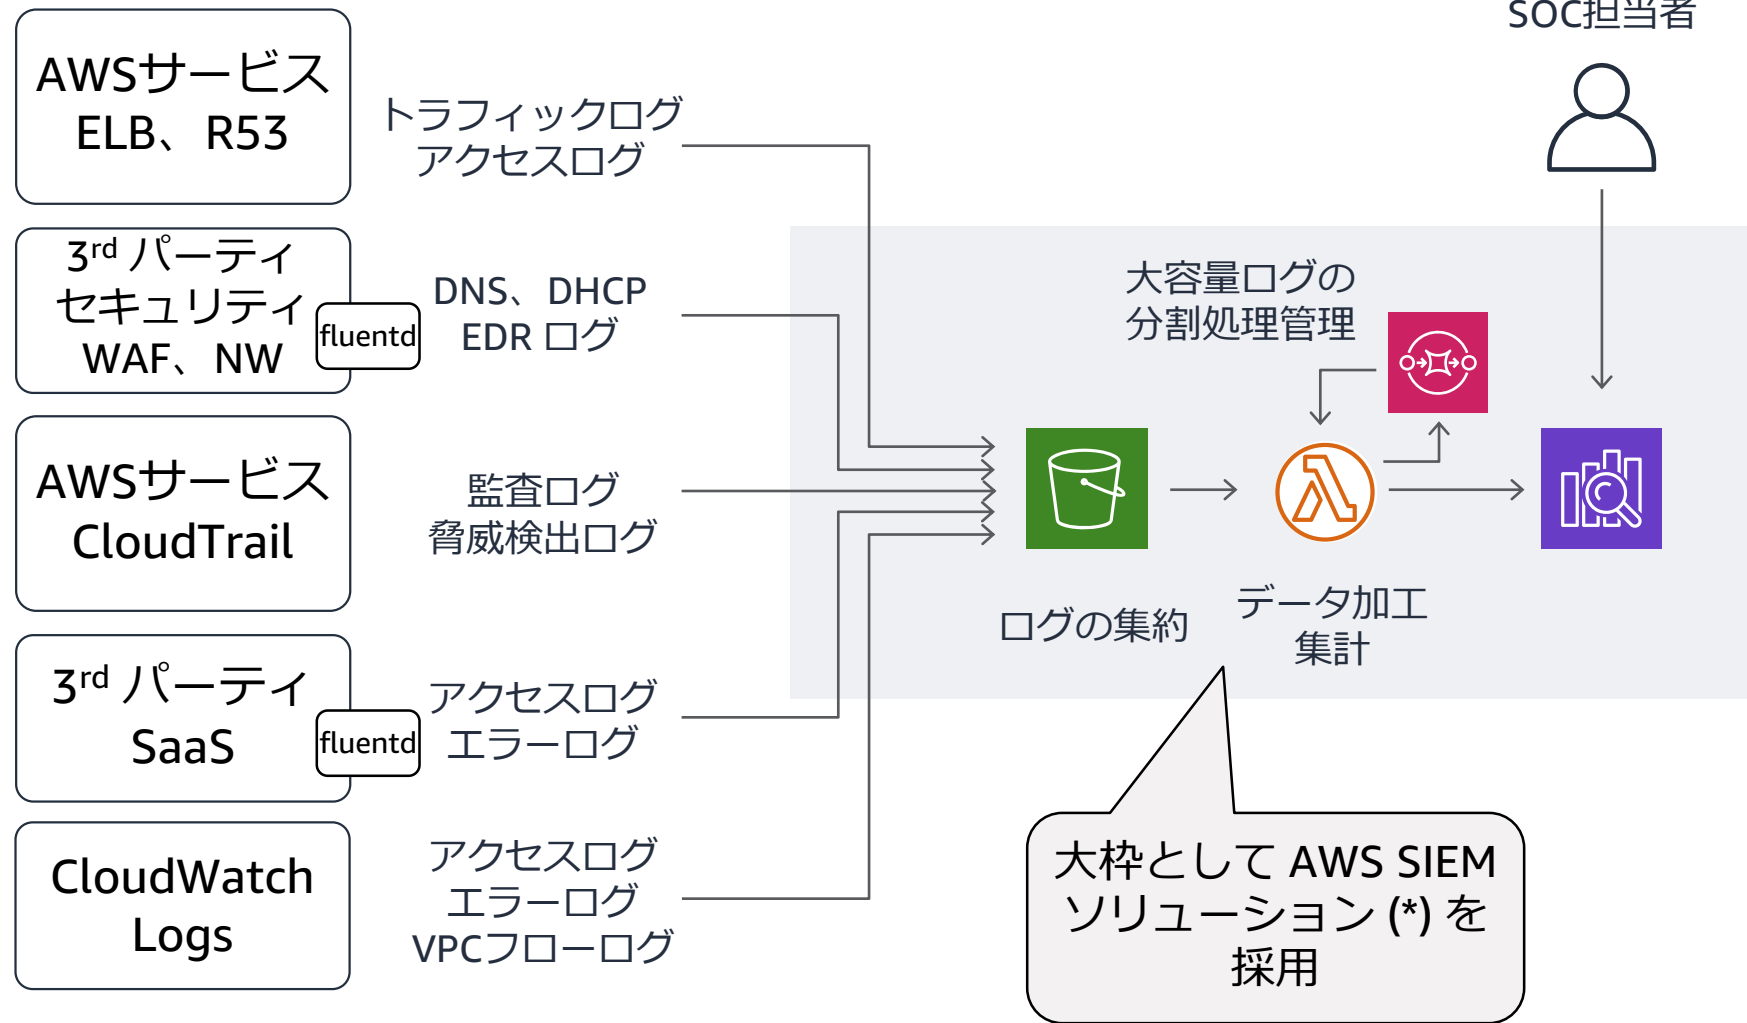 SOC担当者
AWSサービス
ELB、R53
トラフィックログ
アクセスログ
3rd パーティ
セキュリティ
WAF、NW
fluentd
DNS、DHCP
EDR ログ
AWSサービス
CloudTrail
監査ログ
脅威検出ログ
3rd パーティ
SaaS
fluentd
アクセスログ
エラーログ
CloudWatch
Logs
アクセスログ
エラーログ
VPCフローログ
大容量ログの
分割処理管理
ログの集約
データ加工
集計
大枠として AWS SIEM
ソリューション (*) を
採用